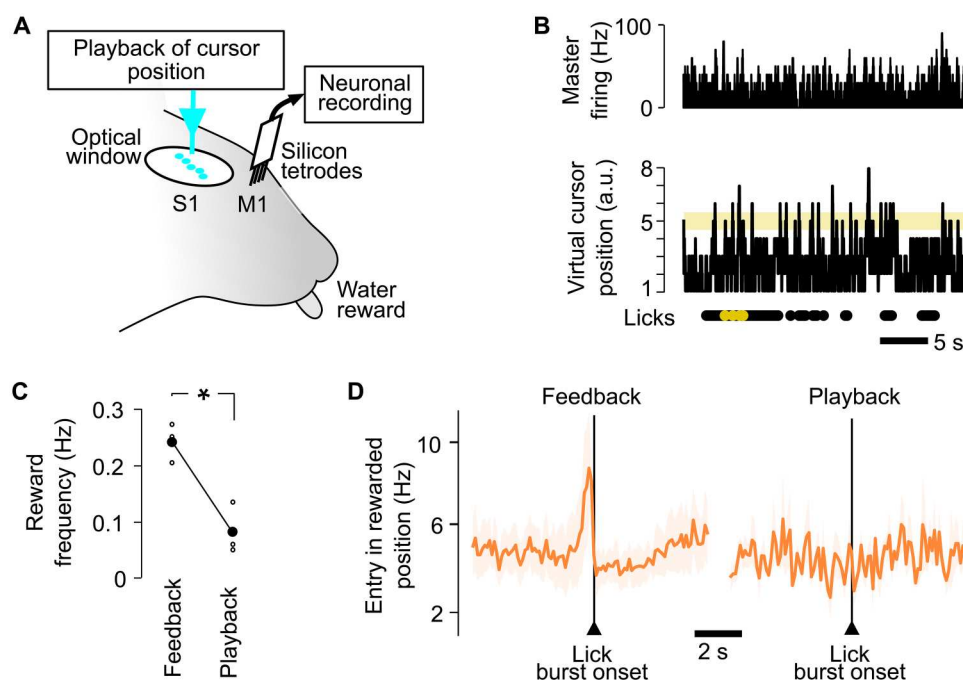 A
Playback of cursor
position
Neuronal
recording
Optical
window
Silicon
tetrodes
S1
M1
Water
reward
B
Master
firing (Hz)
100
0
Virtual cursor
position (a.u.)
8
5
1
Licks
5 s
C
*
Reward
frequency (Hz)
0.3
0.2
0.1
0
Feedback
Playback
D
Feedback
Playback
Entry in rewarded
position (Hz)
10
6
2
Lick
burst onset
2 s
Lick
burst onset